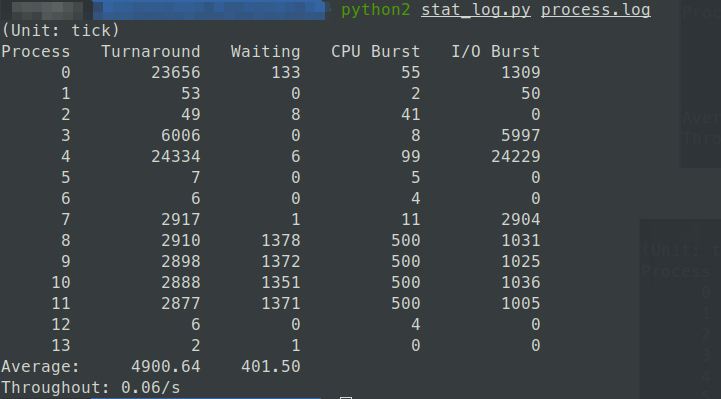 python2 stat_log.py process.log
(Unit: tick)
Process Turnaround Waiting CPU Burst I/O Burst
0 23656 133 55 1309
1 53 0 2 50
2 49 8 41 0
3 6006 0 8 5997
4 24334 6 99 24229
5 7 0 5 0
6 6 0 4 0
7 2917 1 11 2904
8 2910 1378 500 1031
9 2898 1372 500 1025
10 2888 1351 500 1036
11 2877 1371 500 1005
12 6 0 4 0
13 2 1 0 0
Average: 4900.64 401.50
Throughout: 0.06/s